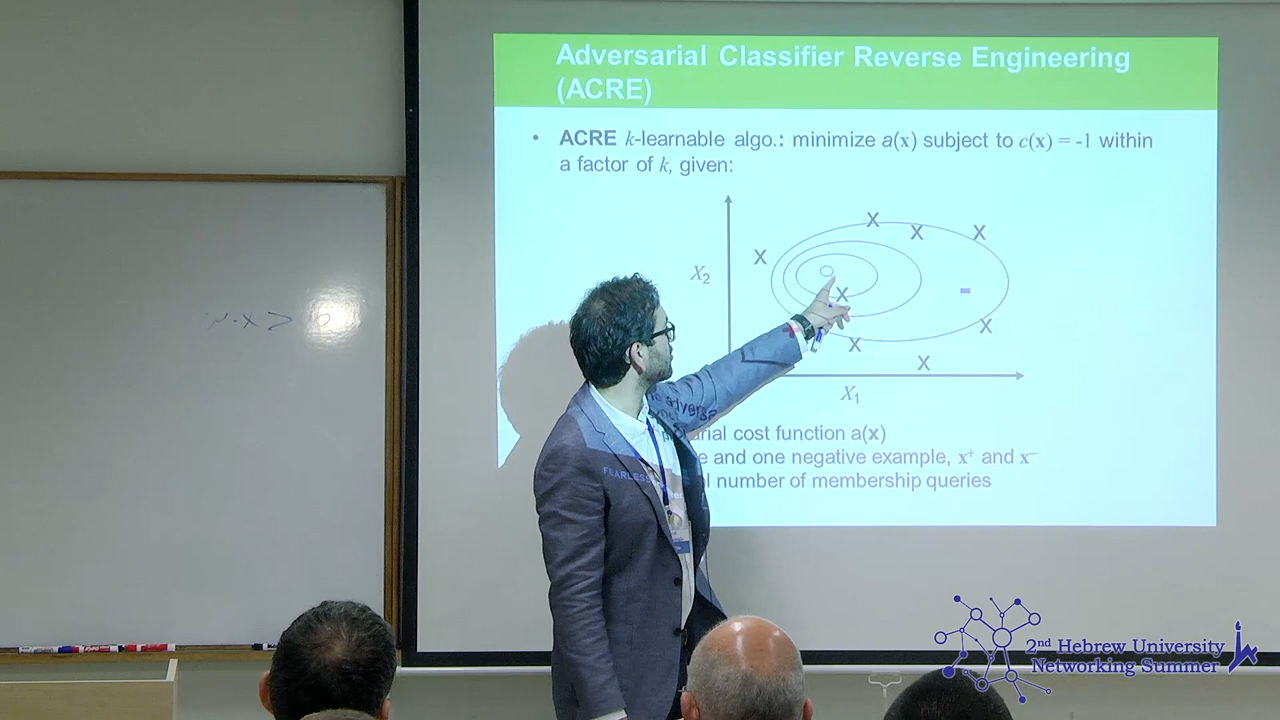 Adversarial Classifier Reverse Engineering
(ACRE)
• ACRE k-learnable algo.: minimize a(x) subject to c(x) = -1 within
a factor of k, given:
X X X
X
X₂
X
X
X
X
X₁
cost function a(x)
and one negative example, x⁺ and x⁻
number of membership queries
2nd Hebrew University
Networking Summer